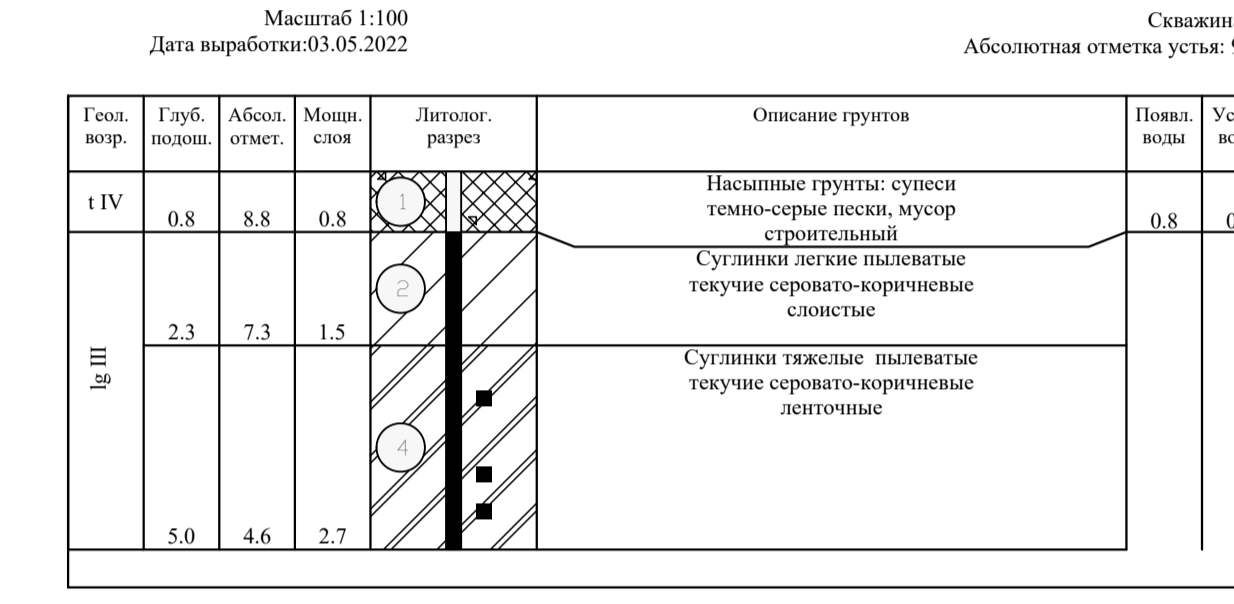 Масштаб 1:100
Дата выработки:03.05.2022
Абсолютная отметка устья:
Геол. возр.
Глуб. подош.
Абсол. отмет.
Мощн. слоя
Литолог. разрез
Описание грунтов
Появл. воды
t IV
0.8
8.8
0.8
1
Насыпные грунты: супеси
темно-серые пески, мусор
строительный
0.8
lg III
2.3
7.3
1.5
2
Суглинки легкие пылеватые
текучие серовато-коричневые
слоистые
5.0
4.6
2.7
4
Суглинки тяжелые  пылеватые
текучие серовато-коричневые
ленточные